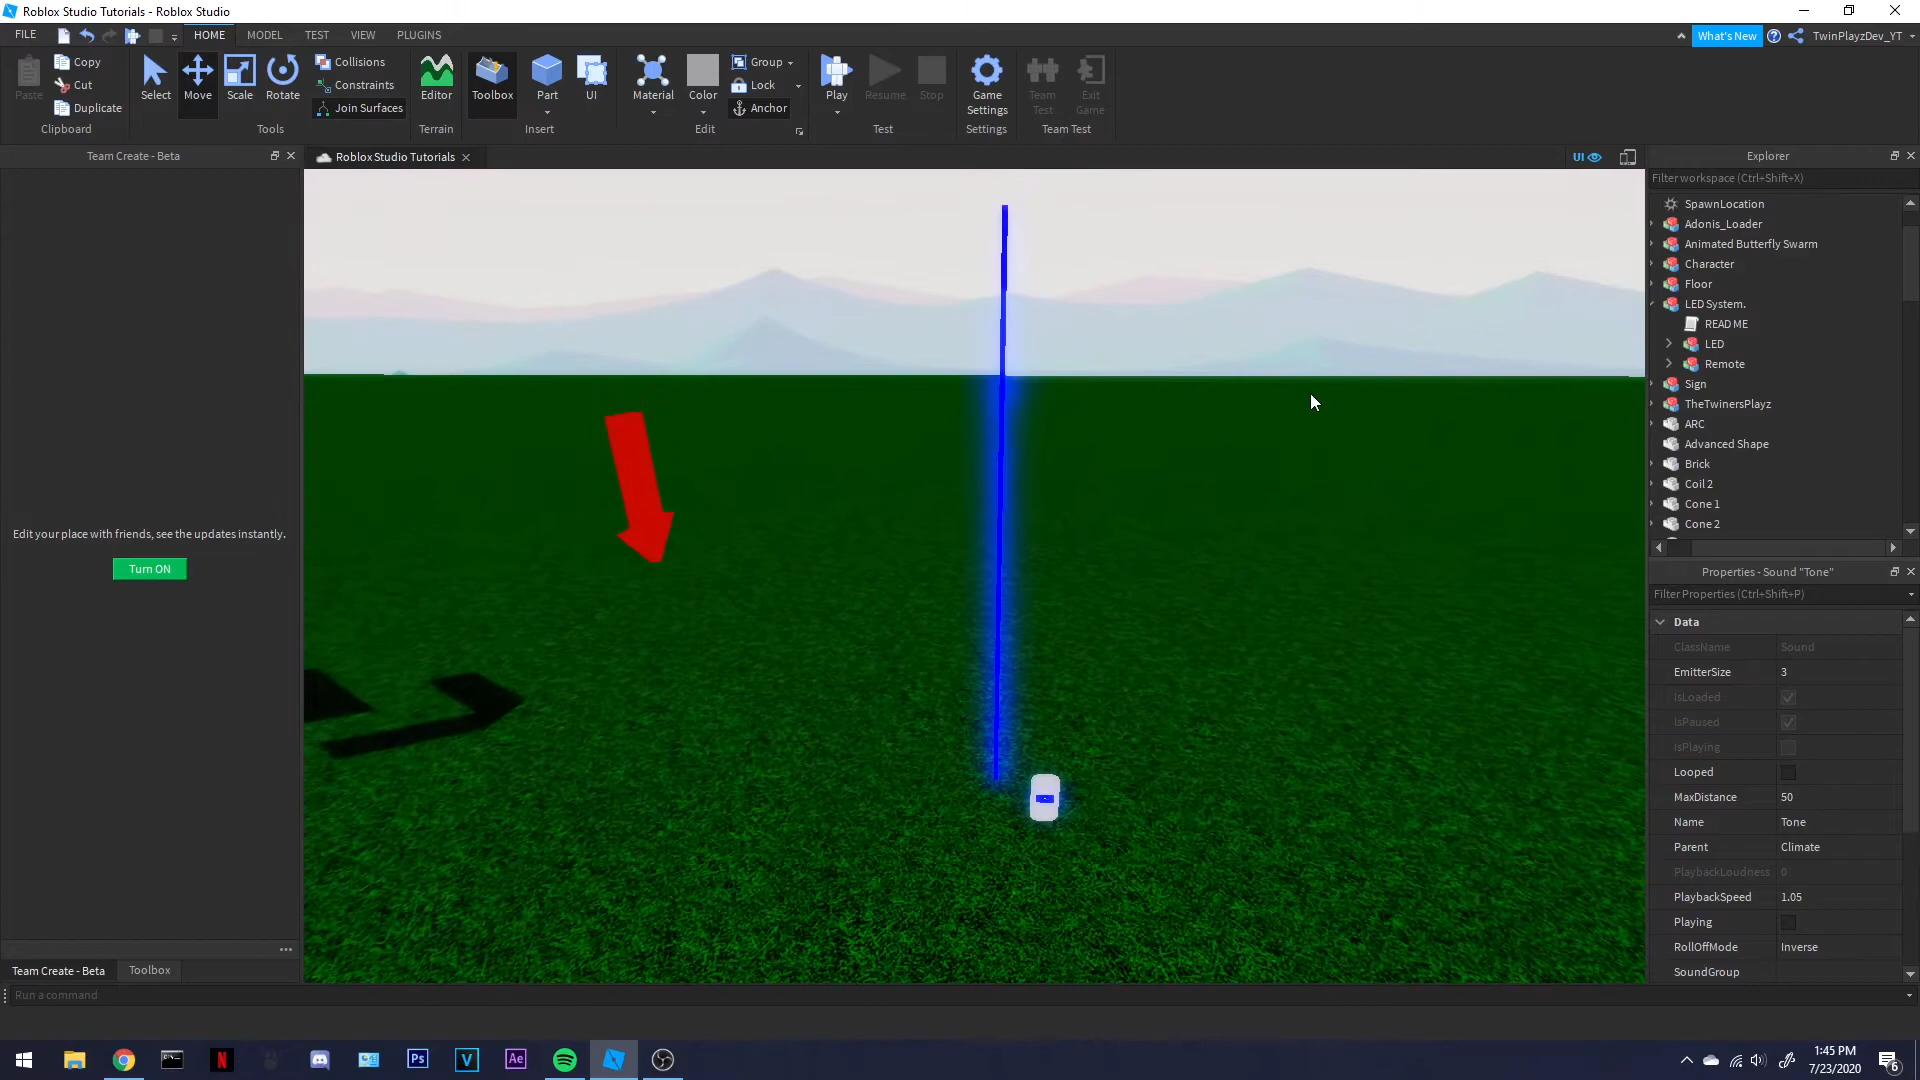 Roblox Studio Tutorials - Roblox Studio
FILE HOME MODEL TEST VIEW PLUGINS What's New TwinPlayzDev_YT
Paste Copy Cut Duplicate Clipboard
Select Move Scale Rotate Collisions Constraints Join Surfaces Tools
Editor Terrain
Toolbox Part UI Insert
Material Color Group Lock Anchor Edit
Play Resume Stop Test
Game Settings Settings
Team Test Exit Game Team Test
Team Create - Beta
Roblox Studio Tutorials
UI
Edit your place with friends, see the updates instantly.
Turn ON
Team Create - Beta Toolbox
Run a command
Explorer
Filter workspace (Ctrl+Shift+X)
SpawnLocation
Adonis_Loader
Animated Butterfly Swarm
Character
Floor
LED System.
READ ME
LED
Remote
Sign
TheTwinersPlayz
ARC
Advanced Shape
Brick
Coil 2
Cone 1
Cone 2
Properties - Sound "Tone"
Filter Properties (Ctrl+Shift+P)
Data
ClassName Sound
EmitterSize 3
IsLoaded
IsPaused
IsPlaying
Looped
MaxDistance 50
Name Tone
Parent Climate
PlaybackLoudness 0
PlaybackSpeed 1.05
Playing
RollOffMode Inverse
SoundGroup
N Ps V Ae
1:45 PM
7/23/2020
6